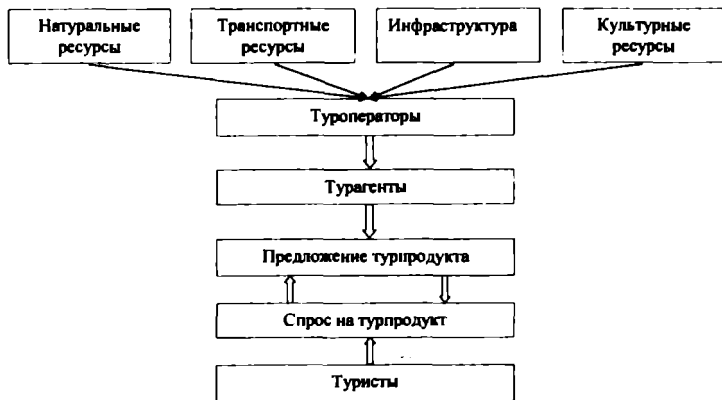 Натуральные
ресурсы
Транспортные
ресурсы
Инфраструктура
Культурные
ресурсы
Туроператоры
Турагенты
Предложение турпродукта
Спрос на турпродукт
Туристы